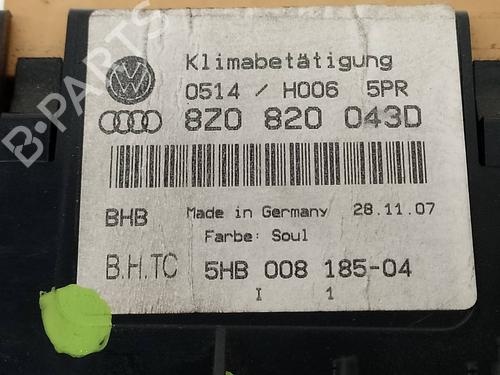 Klimabetätigung
0514 / H006 5PR
8Z0 820 043D
BHB Made in Germany 28.11.07
Farbe: Soul
B.H.TC 5HB 008 185-04
I 1
B-PARTS